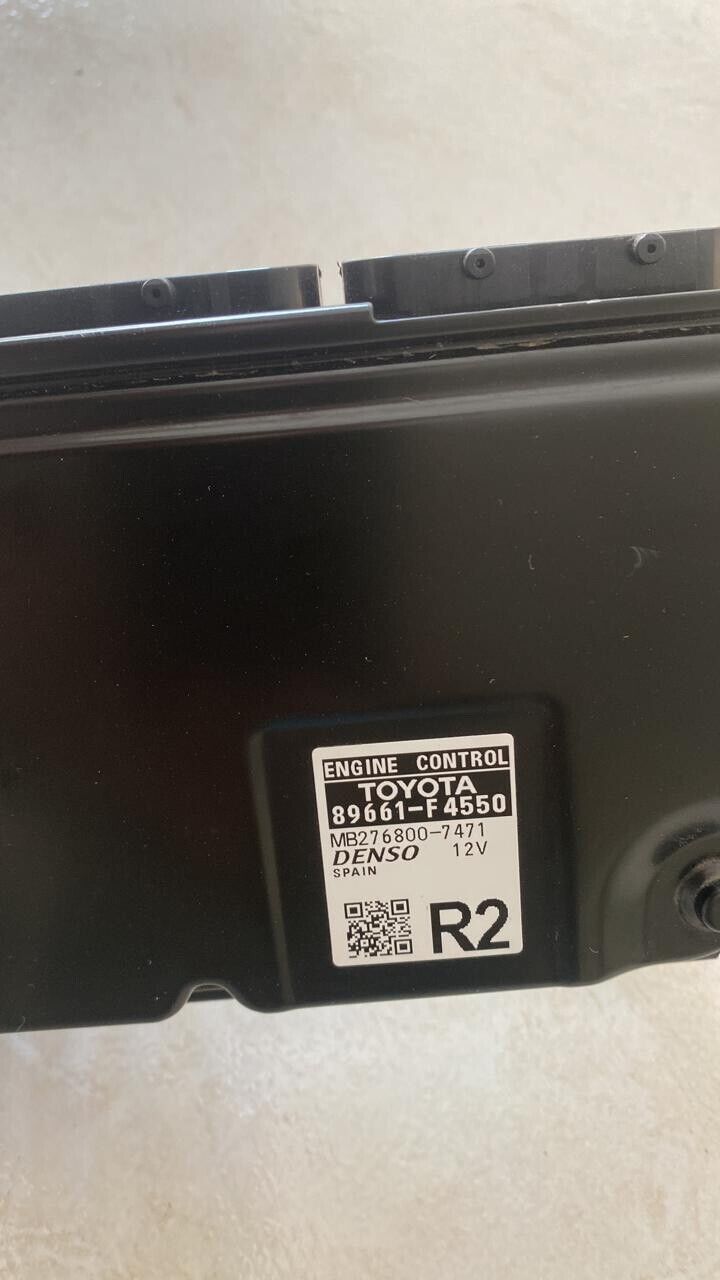 ENGINE CONTROL
TOYOTA
89661-F4550
MB276800-7471
DENSO 12V
SPAIN
R2